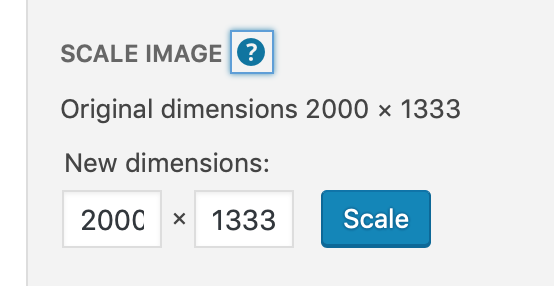 SCALE IMAGE ?
Original dimensions 2000 × 1333
New dimensions:
2000 × 1333 Scale